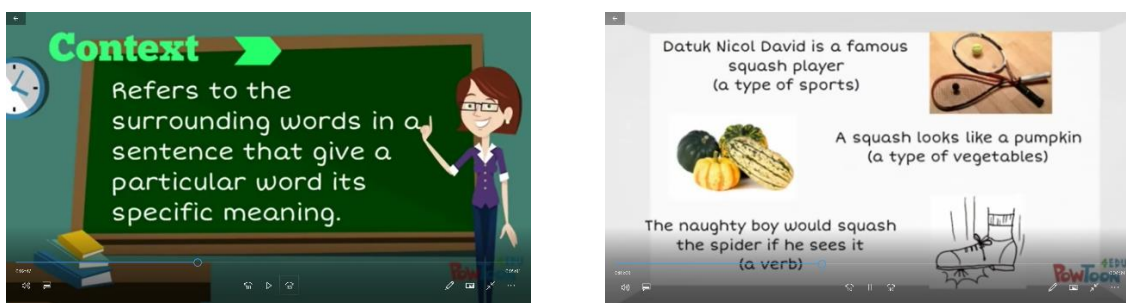 Context
Refers to the
surrounding words in a
sentence that give a
particular word its
specific meaning.
POWTOON
Datuk Nicol David is a famous
squash player
(a type of sports)
A squash looks like a pumpkin
(a type of vegetables)
The naughty boy would squash
the spider if he sees it
(a verb)
4EDU
POWTOON